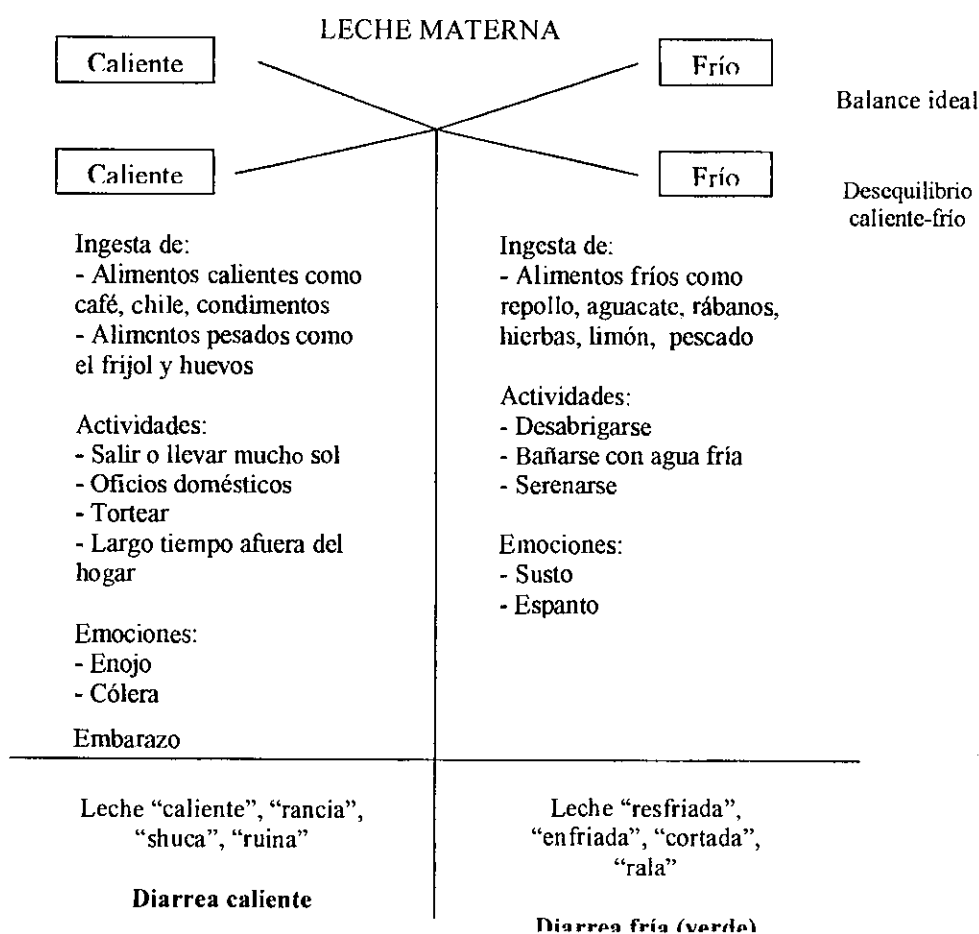 LECHE MATERNA
Caliente
Frío
Balance ideal
Caliente
Frío
Desequilibrio
caliente-frío
Ingesta de:
- Alimentos calientes como
café, chile, condimentos
- Alimentos pesados como
el frijol y huevos
Actividades:
- Salir o llevar mucho sol
- Oficios domésticos
- Tortear
- Largo tiempo afuera del
hogar
Emociones:
- Enojo
- Cólera
Embarazo
Ingesta de:
- Alimentos fríos como
repollo, aguacate, rábanos,
hierbas, limón, pescado
Actividades:
- Desabrigarse
- Bañarse con agua fría
- Serenarse
Emociones:
- Susto
- Espanto
Leche “caliente”, “rancia”,
“shuca”, “ruina”
Diarrea caliente
Leche “resfriada”,
“enfriada”, “cortada”,
“rala”
Diarrea fría (verde)